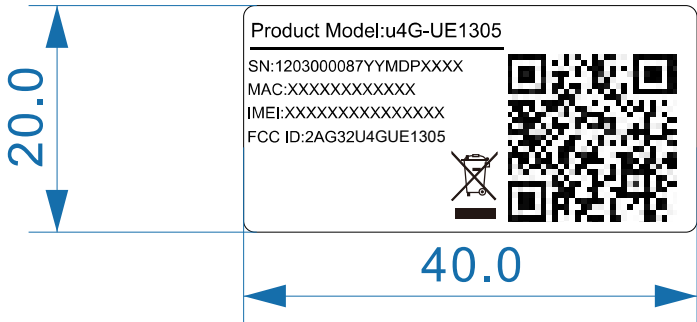 Product Model:u4G-UE1305
SN:1203000087YYMDPXXXX
MAC:XXXXXXXXXXXX
IMEI:XXXXXXXXXXXXXXX
FCC ID:2AG32U4GUE1305
20.0
40.0